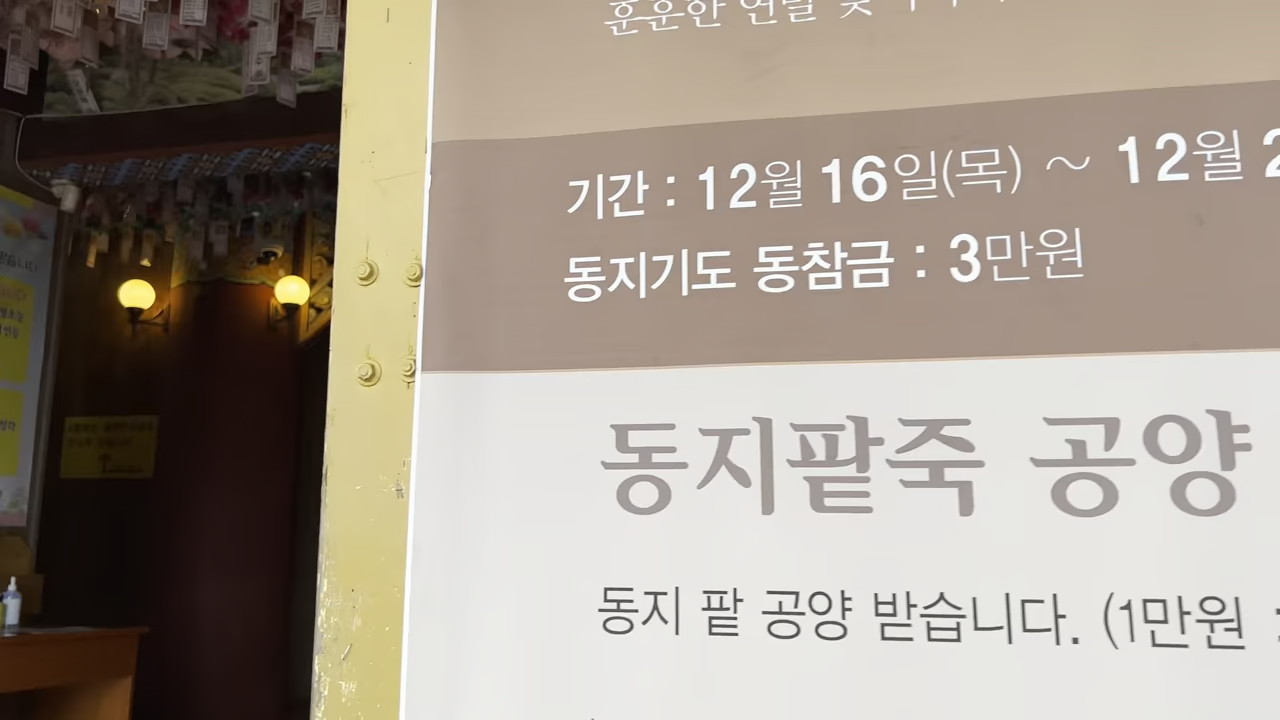 훈훈한 연말 및
기간 : 12월 16일(목) ~ 12월 2
동지기도 동참금 : 3만원
동지팥죽 공양
동지 팥 공양 받습니다. (1만원 :